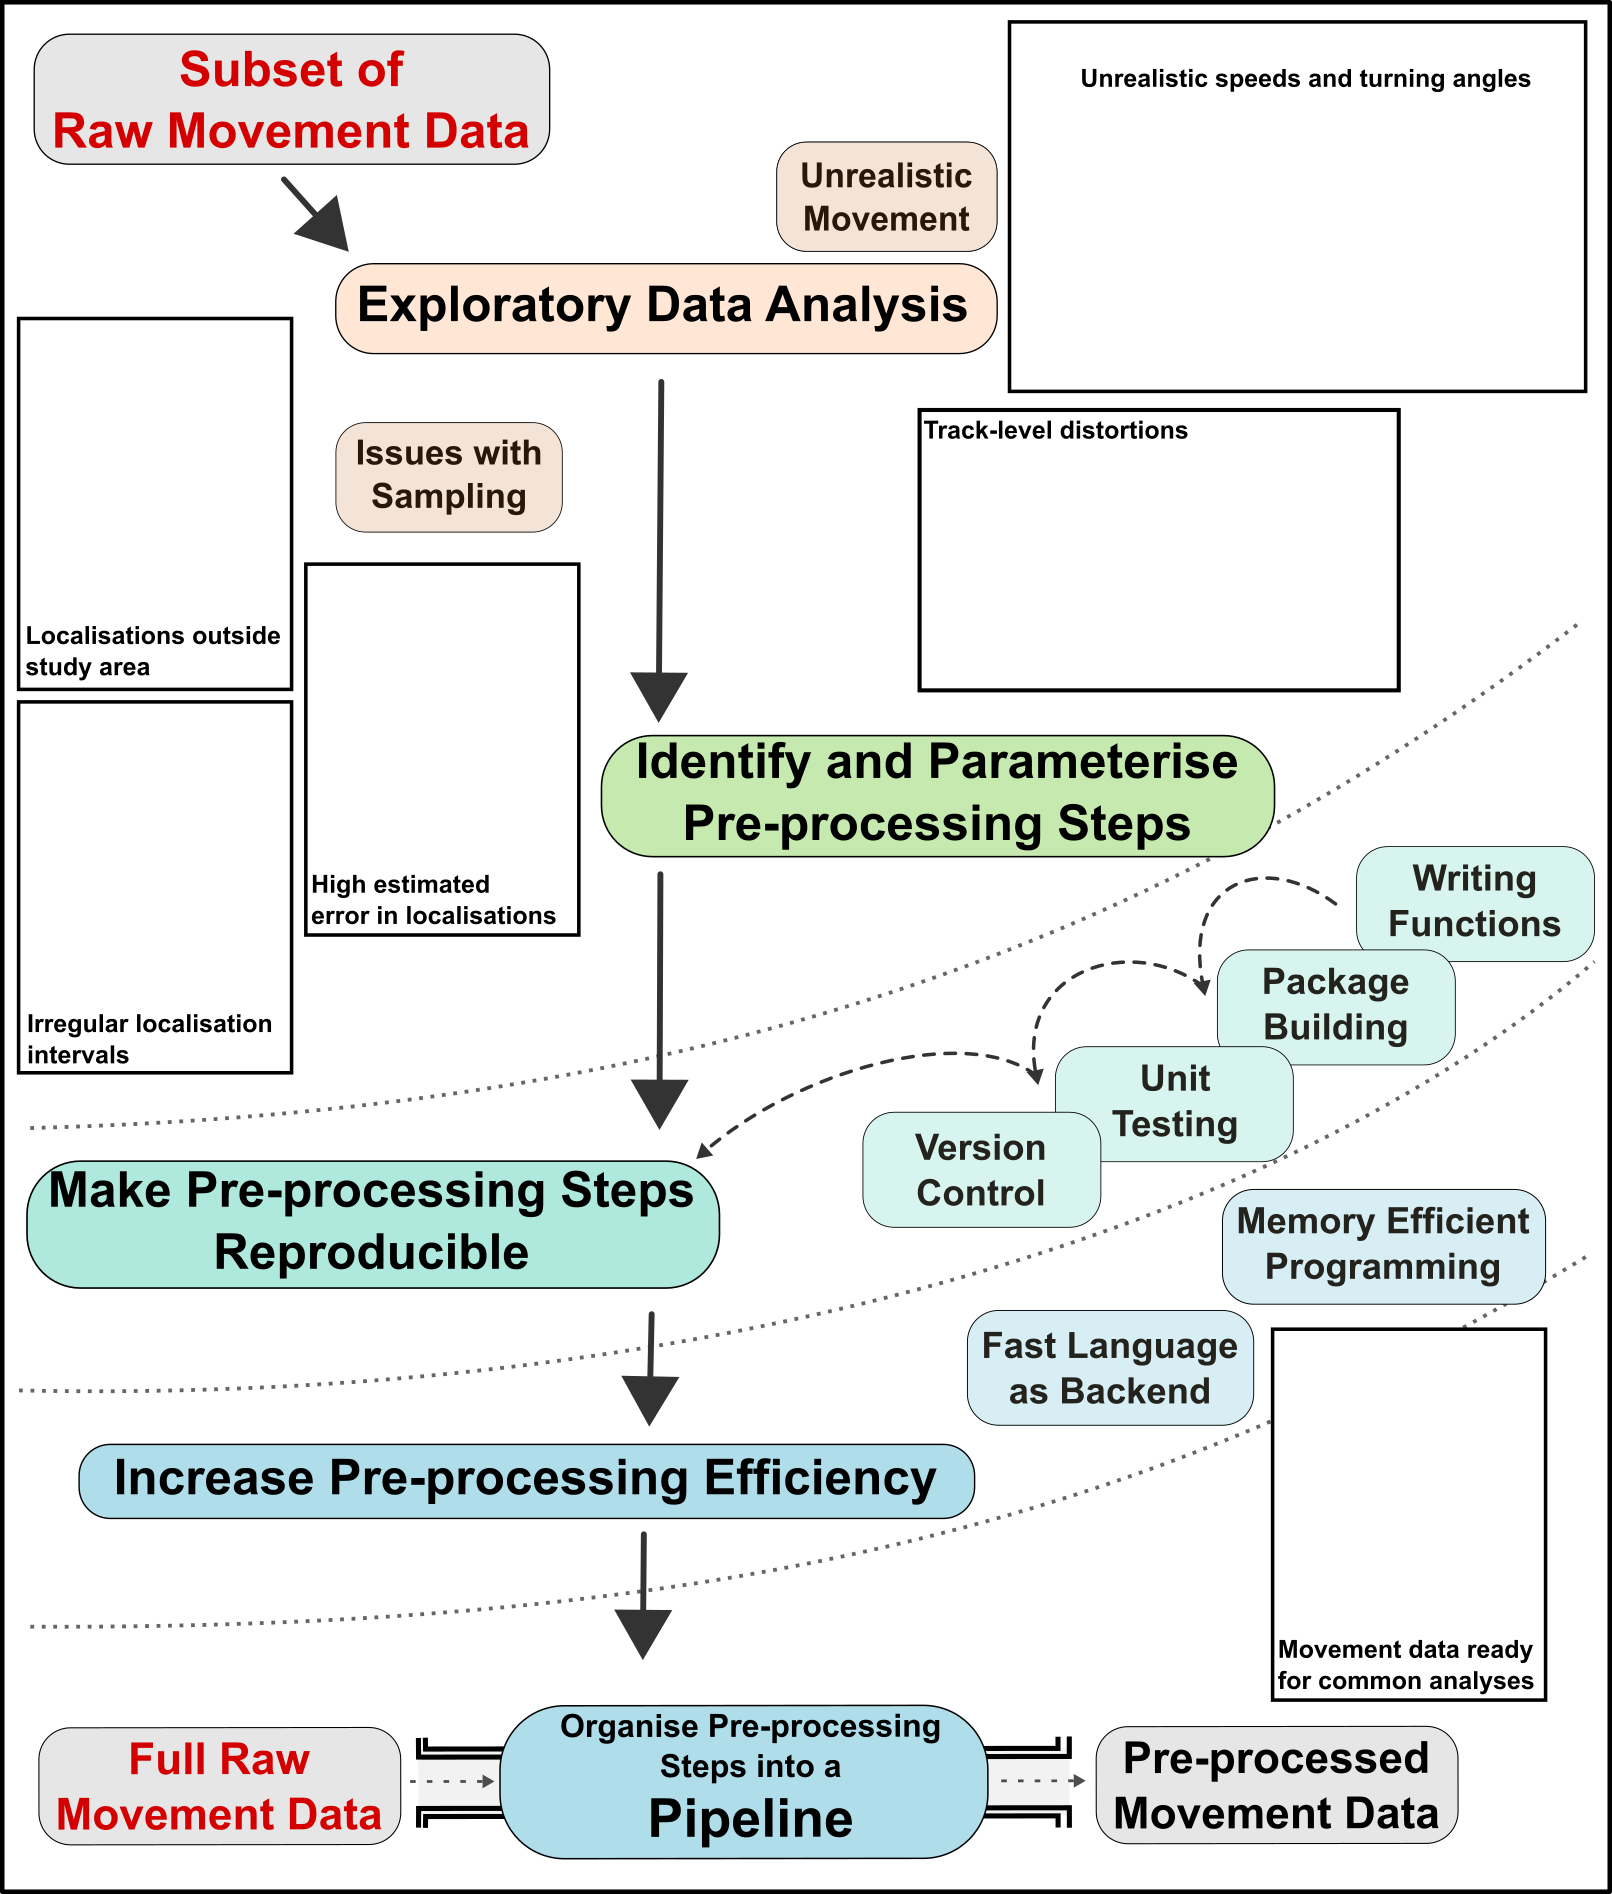 Subset of
Raw Movement Data
Unrealistic speeds and turning angles
Unrealistic
Movement
Exploratory Data Analysis
Track-level distortions
Issues with
Sampling
Localisations outside
study area
High estimated
error in localisations
Irregular localisation
intervals
Identify and Parameterise
Pre-processing Steps
Writing
Functions
Package
Building
Unit
Testing
Version
Control
Make Pre-processing Steps
Reproducible
Memory Efficient
Programming
Fast Language
as Backend
Increase Pre-processing Efficiency
Movement data ready
for common analyses
Full Raw
Movement Data
Organise Pre-processing
Steps into a
Pipeline
Pre-processed
Movement Data